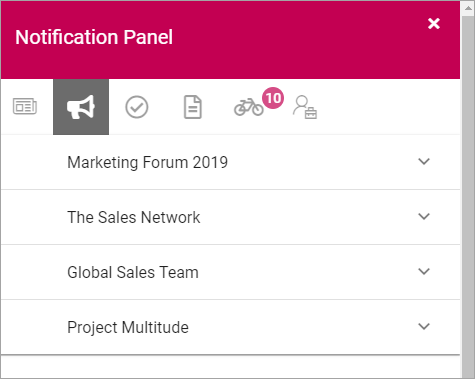 Notification Panel
10
Marketing Forum 2019
The Sales Network
Global Sales Team
Project Multitude